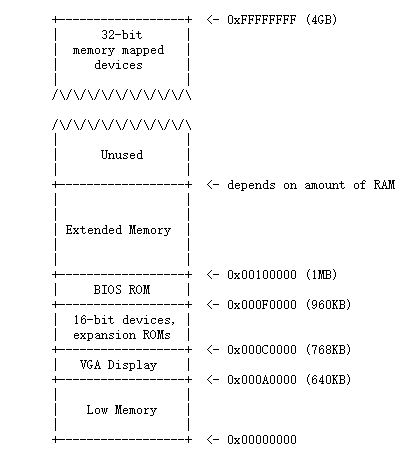 +------------------+ <- 0xFFFFFFFF (4GB)
32-bit
memory mapped
devices
/\/\/\/\/\/\/\/\/\/\
/\/\/\/\/\/\/\/\/\/\
Unused
+------------------+ <- depends on amount of RAM
Extended Memory
+------------------+ <- 0x00100000 (1MB)
BIOS ROM
+------------------+ <- 0x000F0000 (960KB)
16-bit devices,
expansion ROMs
+------------------+ <- 0x000C0000 (768KB)
VGA Display
+------------------+ <- 0x000A0000 (640KB)
Low Memory
+------------------+ <- 0x00000000